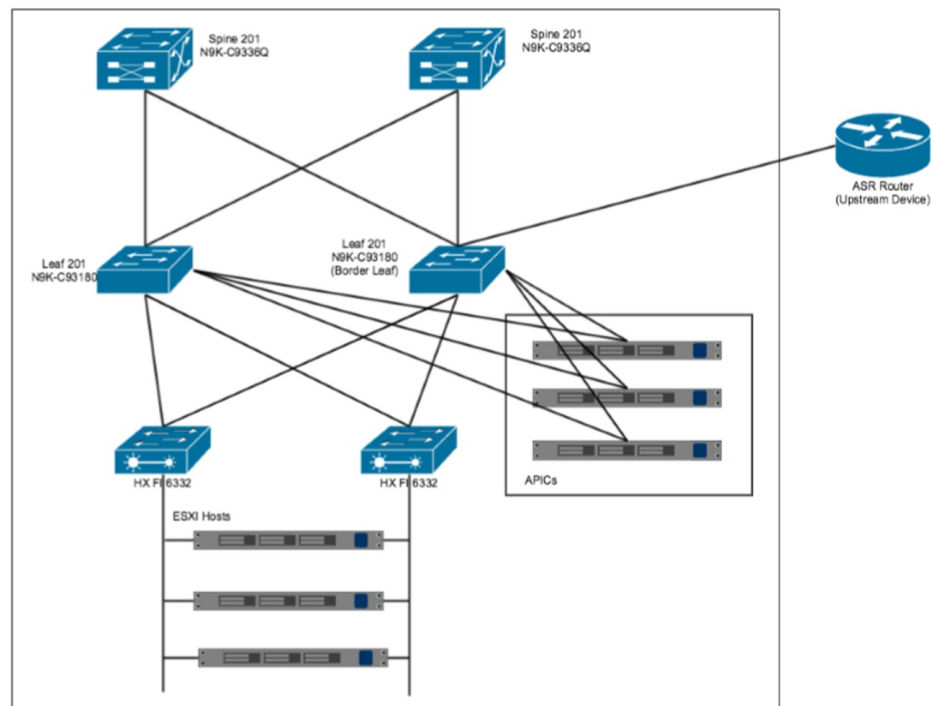 Spine 201
N9K-C9336Q
Spine 201
N9K-C9336Q
ASR Router
(Upstream Device)
Leaf 201
N9K-C93180
Leaf 201
N9K-C93180
(Border Leaf)
HX FI 6332
HX FI 6332
APICs
ESXI Hosts